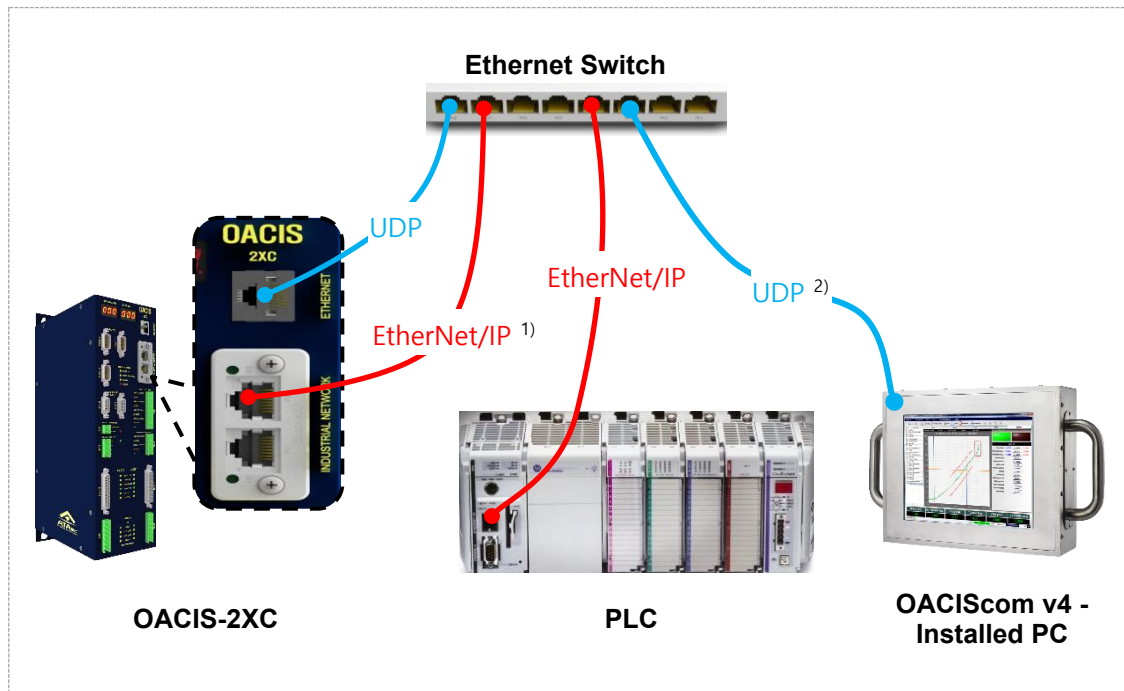 Ethernet Switch
OACIS
2XC
ETHERNET
UDP
EtherNet/IP
EtherNet/IP 1)
UDP 2)
INDUSTRIAL NETWORK
OACIS-2XC
PLC
OACIScom v4 -
Installed PC